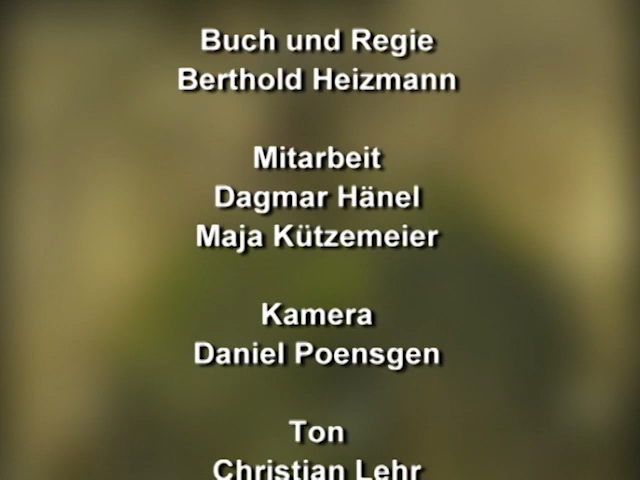 Buch und Regie
Berthold Heizmann
Mitarbeit
Dagmar Hänel
Maja Kützemeier
Kamera
Daniel Poensgen
Ton
Christian Lehr